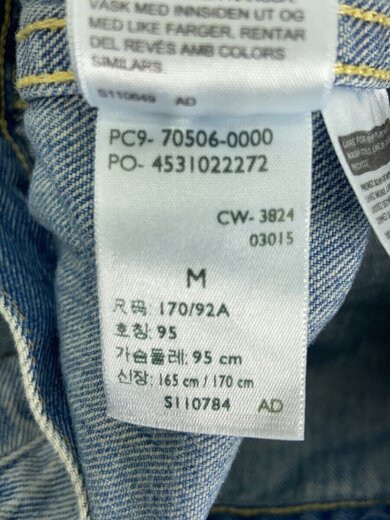 VASK MED INNSIDEN UT OG
MED LIKE FARGER, RENTAR
DEL REVÉS AMB COLORS
SIMILARS.
S110649 AD
PC9- 70506-0000
PO- 4531022272
CW- 3824
03015
M
尺码: 170/92A
호칭: 95
가슴둘레: 95 cm
신장: 165 cm / 170 cm
S110784 AD